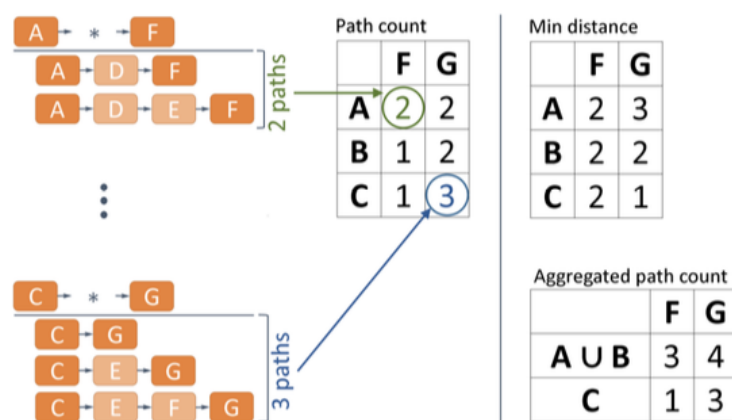 A * F
A D F
A D E F
2 paths
C * G
C G
C E G
C E F G
3 paths
Path count
F G
A 2 2
B 1 2
C 1 3
Min distance
F G
A 2 3
B 2 2
C 2 1
Aggregated path count
F G
A ∪ B 3 4
C 1 3